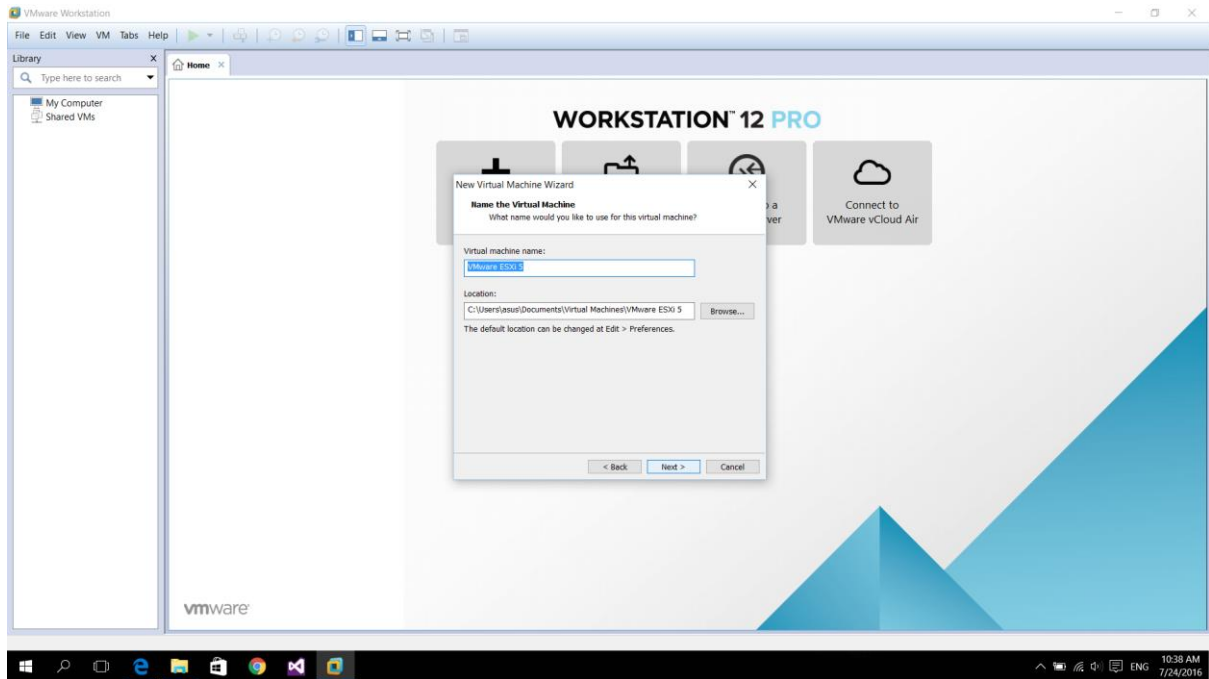 VMware Workstation
File Edit View VM Tabs Help
Library X
Home ×
Type here to search
My Computer
Shared VMs
WORKSTATION™ 12 PRO
Connect to
VMware vCloud Air
a
ver
New Virtual Machine Wizard
Name the Virtual Machine
What name would you like to use for this virtual machine?
Virtual machine name:
VMware ESXi 5
Location:
C:\Users\asus\Documents\Virtual Machines\VMware ESXi 5
Browse...
The default location can be changed at Edit > Preferences.
< Back Next > Cancel
vmware
ENG
10:38 AM
7/24/2016